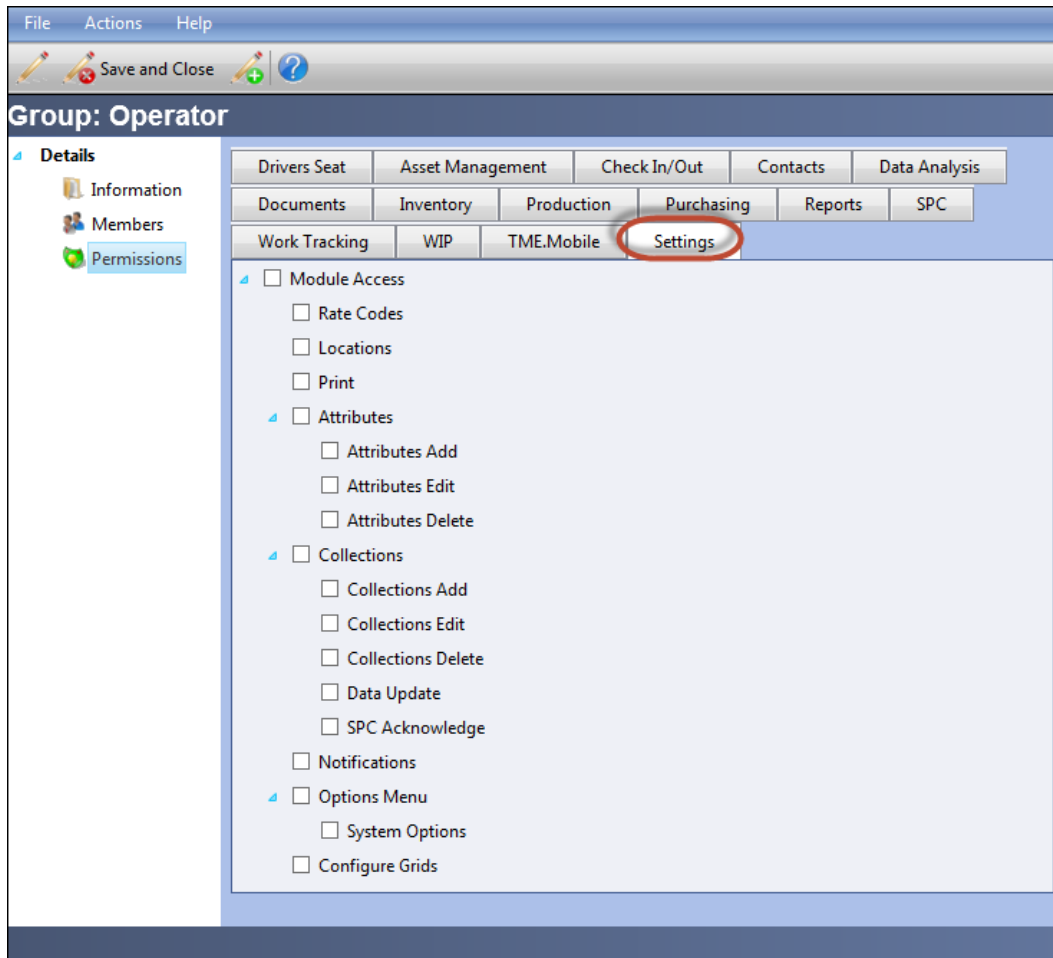 File Actions Help
Save and Close
Group: Operator
Details
Information
Members
Permissions
Drivers Seat Asset Management Check In/Out Contacts Data Analysis
Documents Inventory Production Purchasing Reports SPC
Work Tracking WIP TME.Mobile Settings
Module Access
Rate Codes
Locations
Print
Attributes
Attributes Add
Attributes Edit
Attributes Delete
Collections
Collections Add
Collections Edit
Collections Delete
Data Update
SPC Acknowledge
Notifications
Options Menu
System Options
Configure Grids